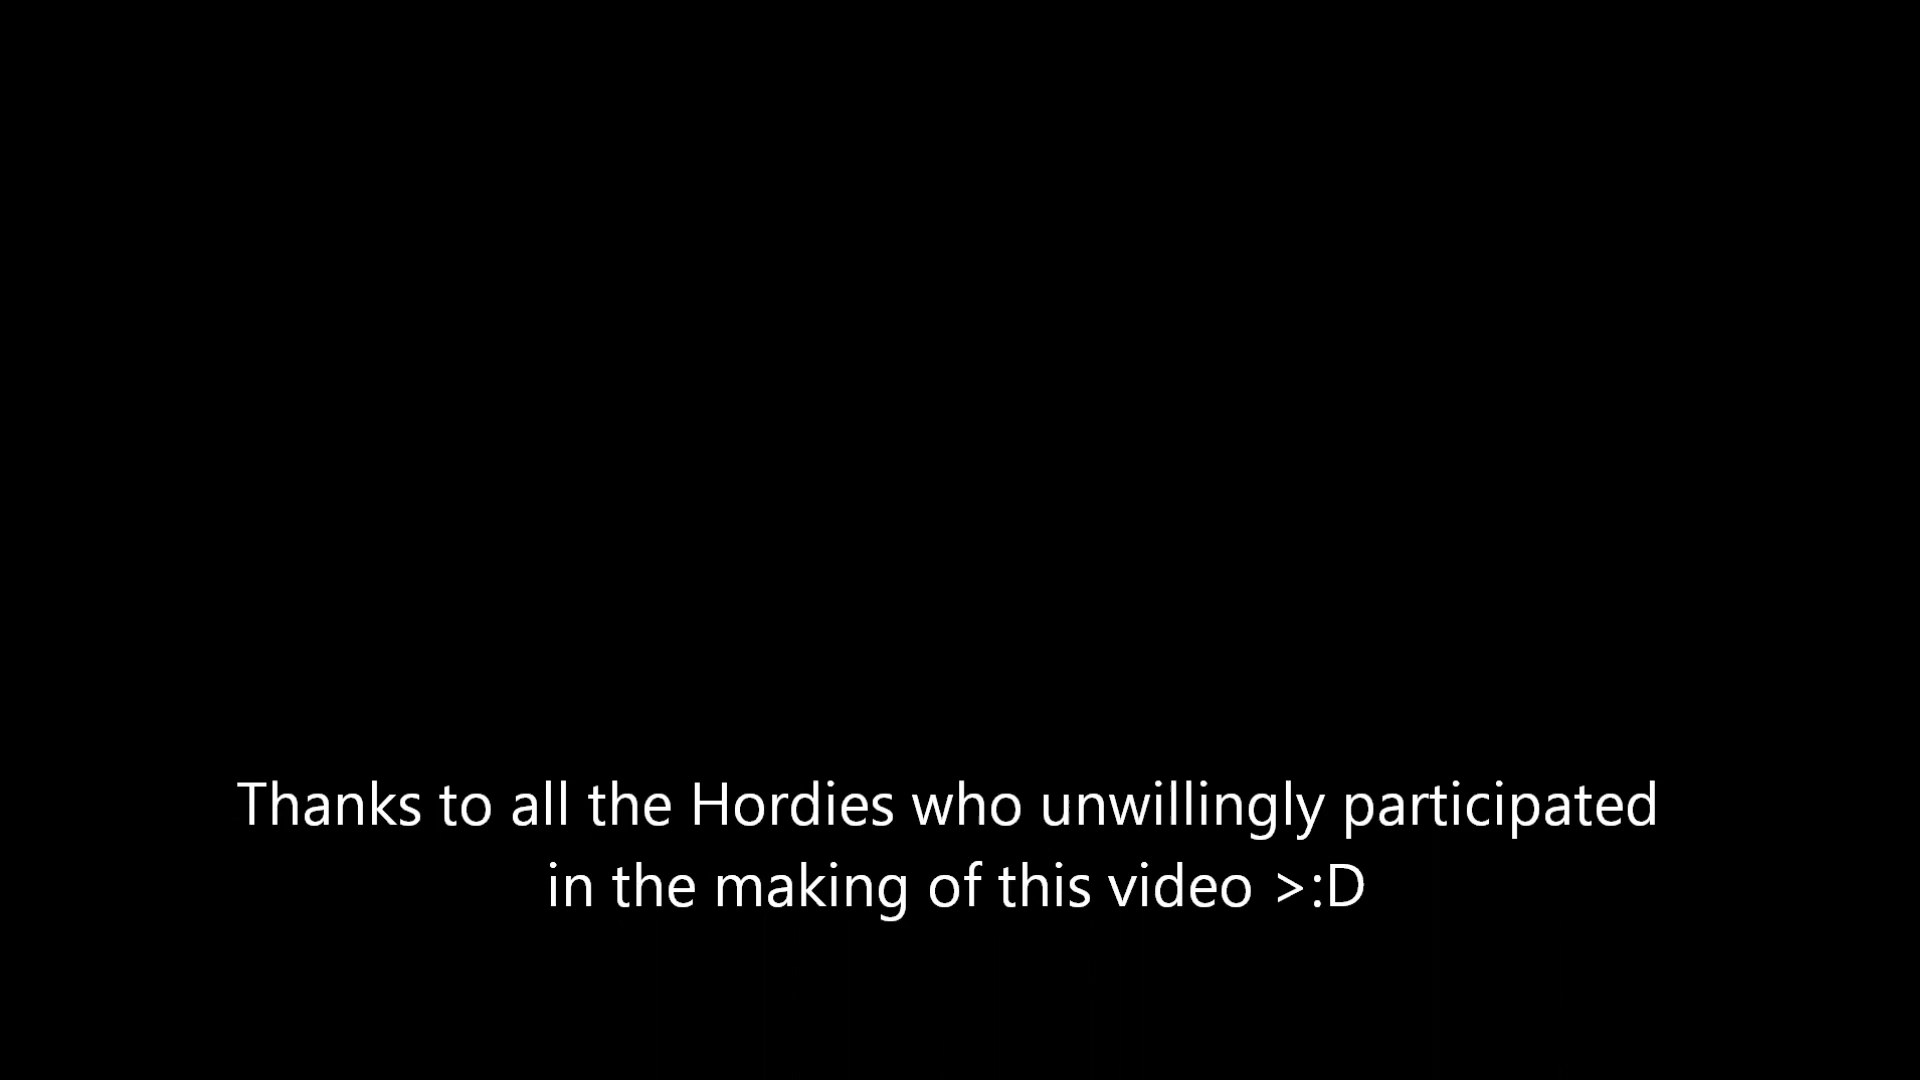 Thanks to all the Hordies who unwillingly participated
in the making of this video >:D